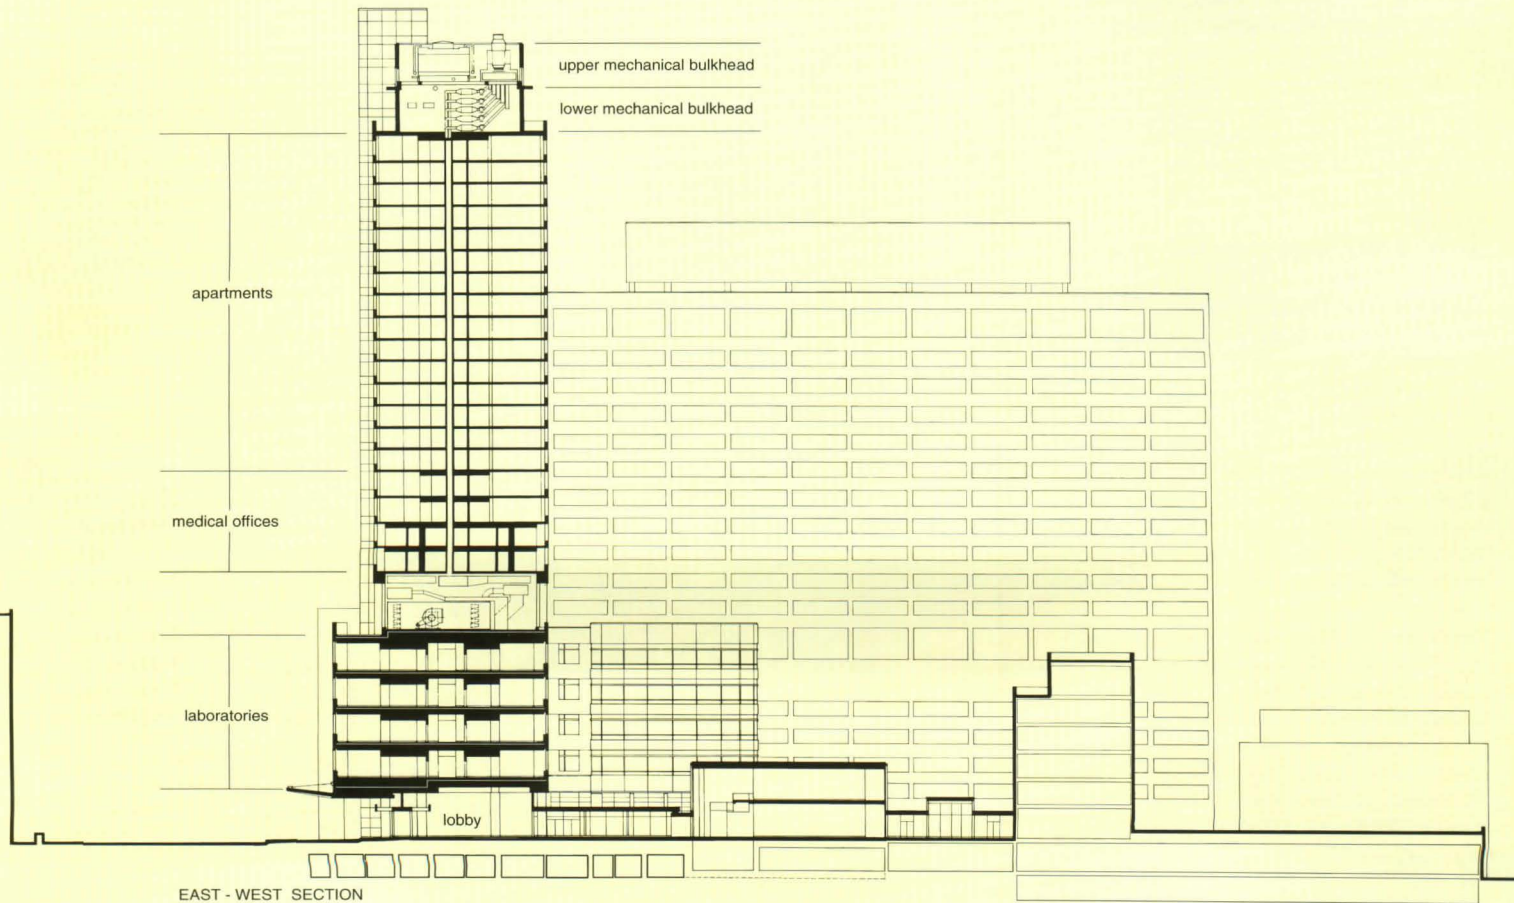 upper mechanical bulkhead
lower mechanical bulkhead
apartments
medical offices
laboratories
lobby
EAST - WEST SECTION